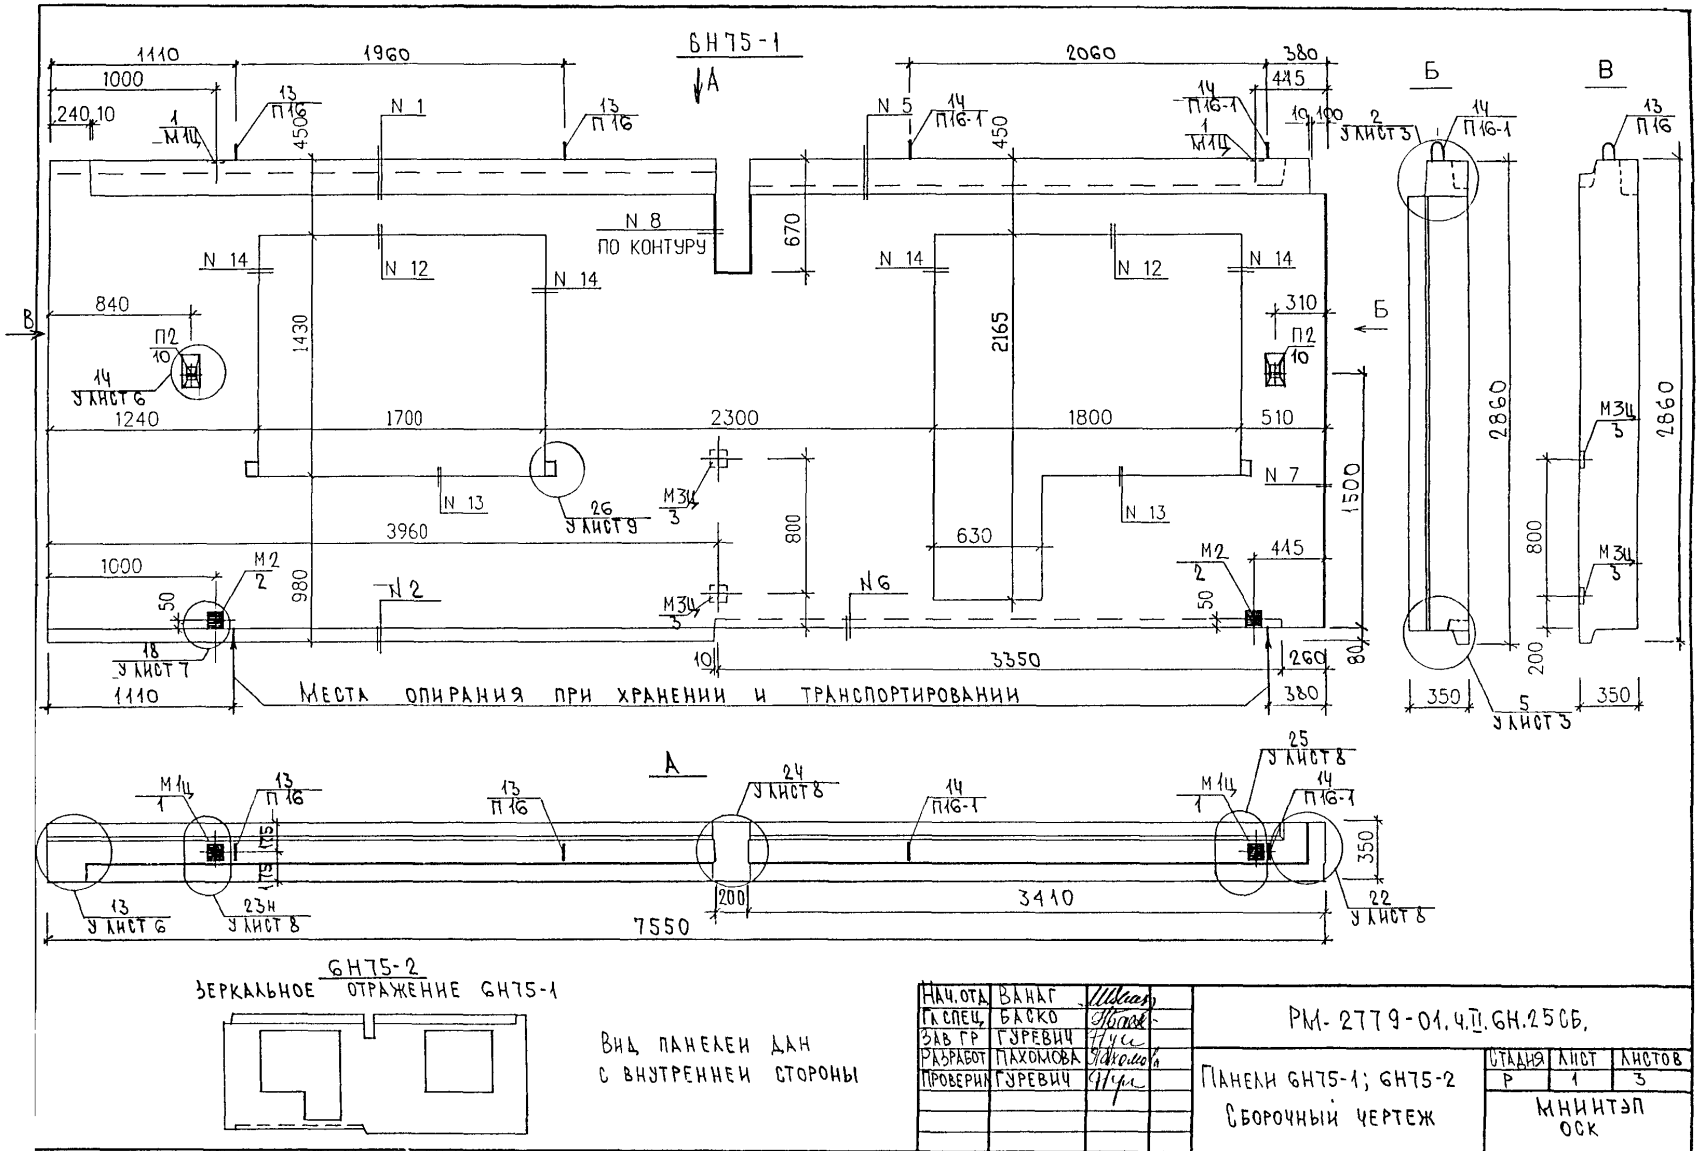 6Н75-1
А
1110
1960
2060
380
1000
445
240 10
10 100
13
П16
1
М1Ц
450
N 1
13
П16
N 5
14
П16-1
450
14
П16-1
1
М1Ц
N 8
ПО КОНТУРУ
670
N 14
N 12
N 14
N 14
N 12
N 14
840
310
В
Б
П2
10
14
У ЛИСТ 6
1430
2165
П2
10
1240
1700
2300
1800
510
N 13
26
У ЛИСТ 9
М3Ц
3
800
N 13
N 7
1500
3960
630
1000
М2
2
445
М2
2
50
980
N 2
М3Ц
3
N 6
50
80
18
У ЛИСТ 7
10
3350
260
1110
МЕСТА ОПИРАНИЯ ПРИ ХРАНЕНИИ И ТРАНСПОРТИРОВАНИИ
380
Б
2
У ЛИСТ 3
14
П16-1
2860
350
5
У ЛИСТ 3
В
13
П16
М3Ц
3
2860
800
М3Ц
3
200
350
А
М1Ц
1
13
П16
13
П16
24
У ЛИСТ 8
14
П16-1
М1Ц
1
25
У ЛИСТ 8
14
П16-1
175
175
350
13
У ЛИСТ 6
23Н
У ЛИСТ 8
200
3410
22
У ЛИСТ 8
7550
6Н75-2
ЗЕРКАЛЬНОЕ ОТРАЖЕНИЕ 6Н75-1
ВИД ПАНЕЛЕЙ ДАН
С ВНУТРЕННЕЙ СТОРОНЫ
НАЧ.ОТД ВАНАГ
ГЛ СПЕЦ БАСКО
ЗАВ ГР ГУРЕВИЧ
РАЗРАБОТ ПАХОМОВА
ПРОВЕРИЛ ГУРЕВИЧ
РМ-2779-01.4.II.6Н.25СБ.
ПАНЕЛИ 6Н75-1; 6Н75-2
СБОРОЧНЫЙ ЧЕРТЕЖ
СТАДИЯ ЛИСТ ЛИСТОВ
Р 1 3
МНИИТЭП
ОСК